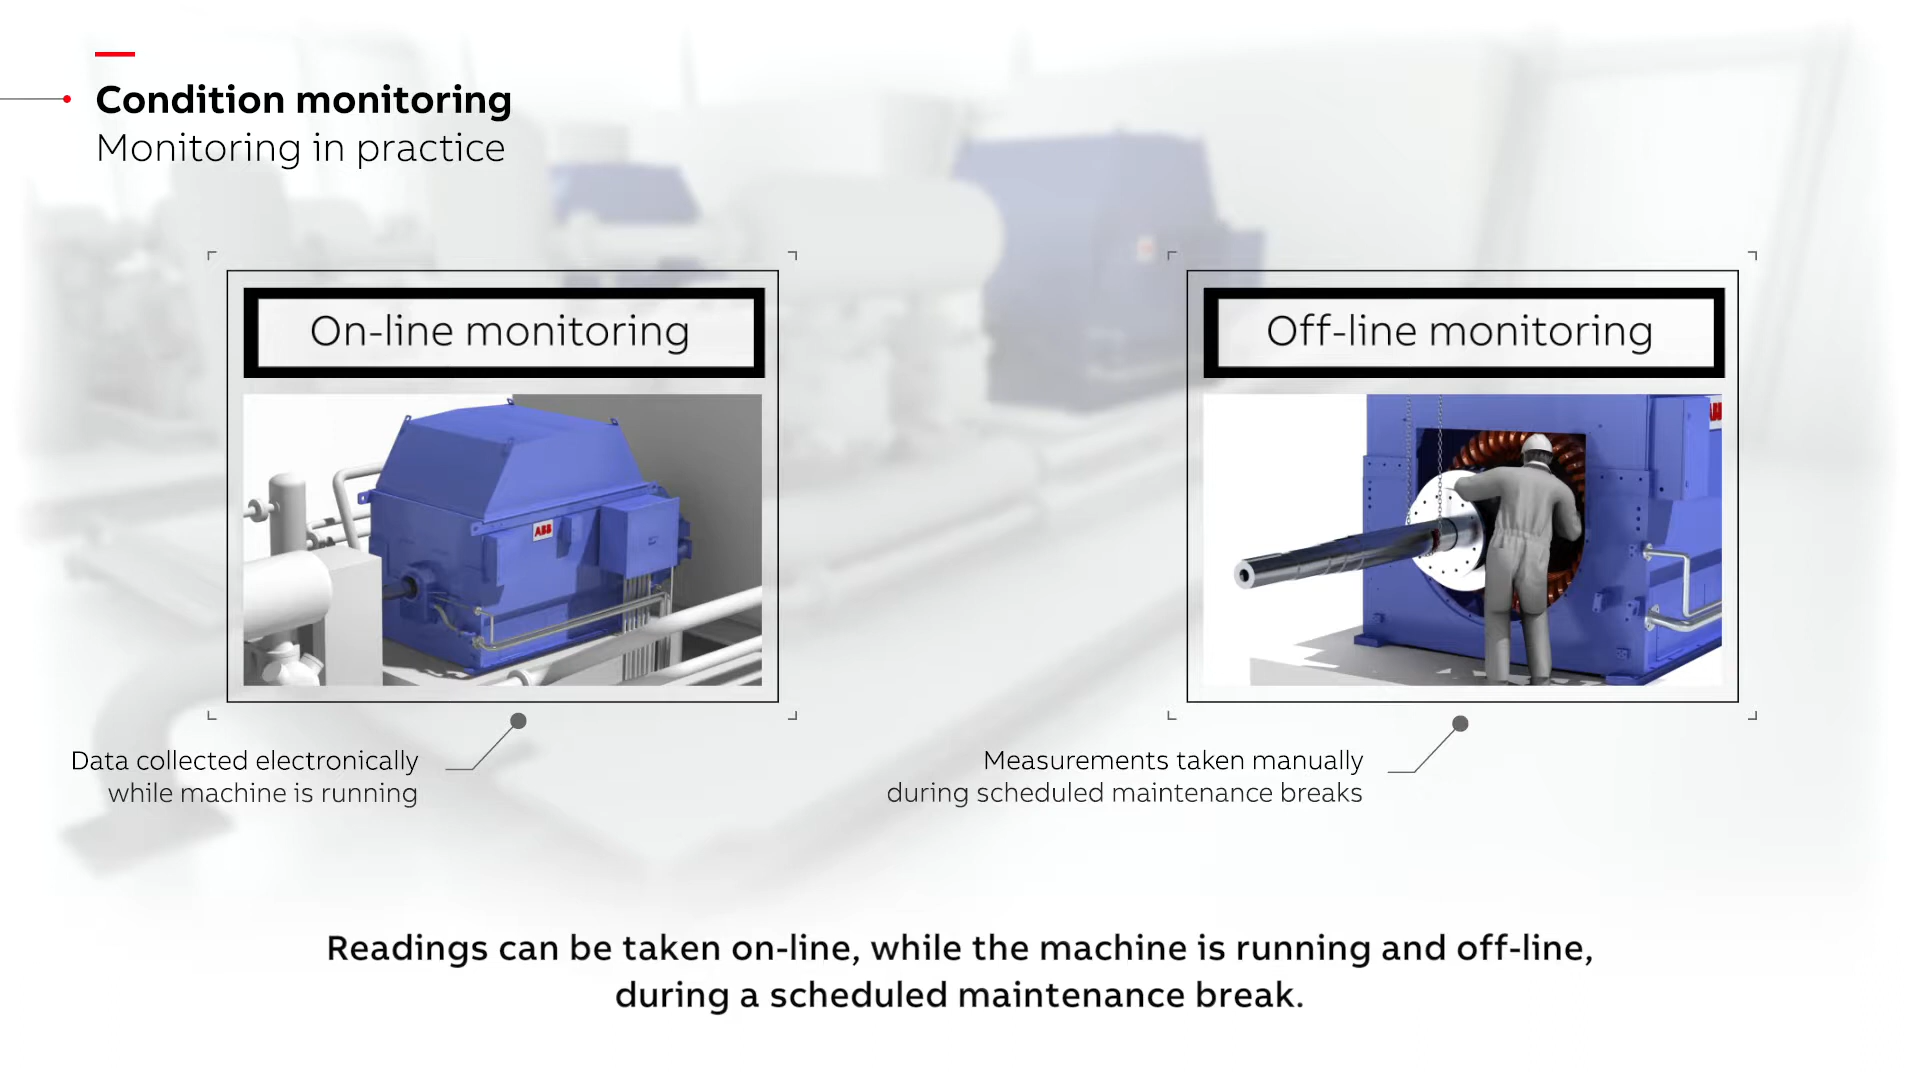 Condition monitoring
Monitoring in practice
On-line monitoring
ABB
Data collected electronically
while machine is running
Off-line monitoring
Measurements taken manually
during scheduled maintenance breaks
Readings can be taken on-line, while the machine is running and off-line,
during a scheduled maintenance break.